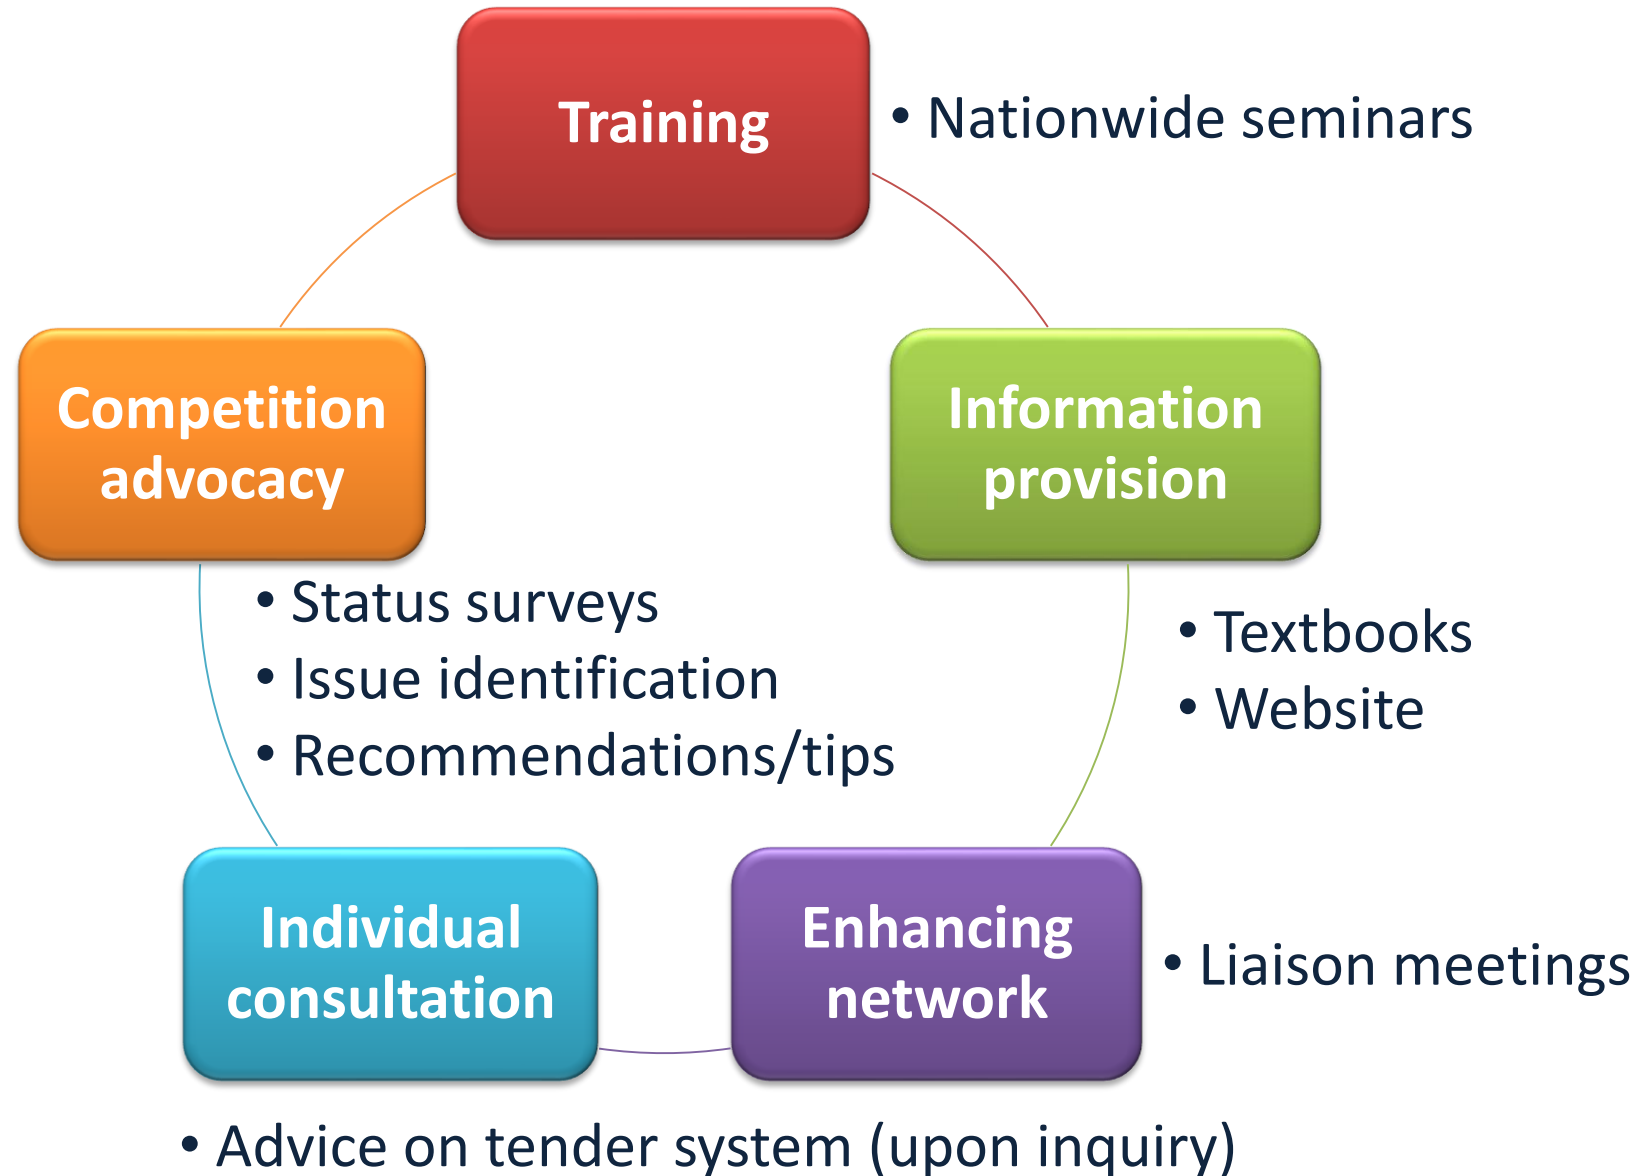 Training
• Nationwide seminars
Competition
advocacy
Information
provision
• Status surveys
• Issue identification
• Recommendations/tips
• Textbooks
• Website
Individual
consultation
Enhancing
network
• Liaison meetings
• Advice on tender system (upon inquiry)